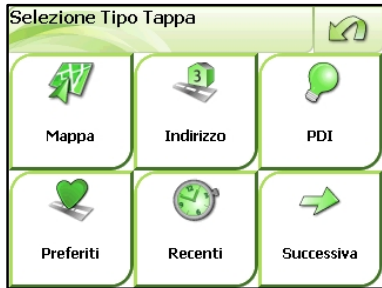 Selezione Tipo Tappa
3
Mappa
Indirizzo
PDI
Preferiti
Recenti
Successiva